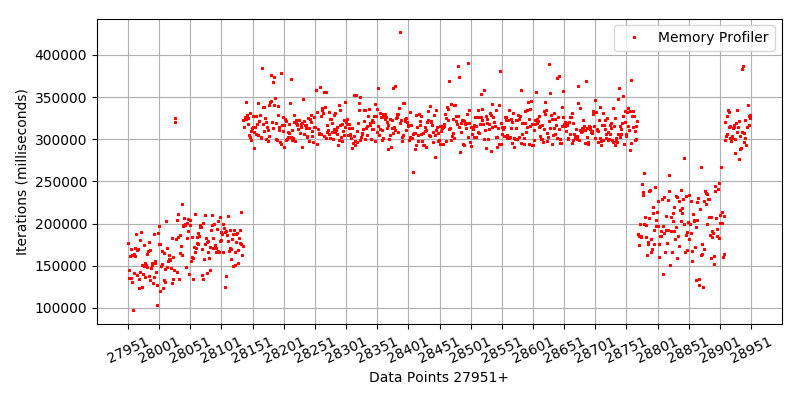 Memory Profiler
Iterations (milliseconds)
400000
350000
300000
250000
200000
150000
100000
27951 28001 28051 28101 28151 28201 28251 28301 28351 28401 28451 28501 28551 28601 28651 28701 28751 28801 28851 28901 28951
Data Points 27951+